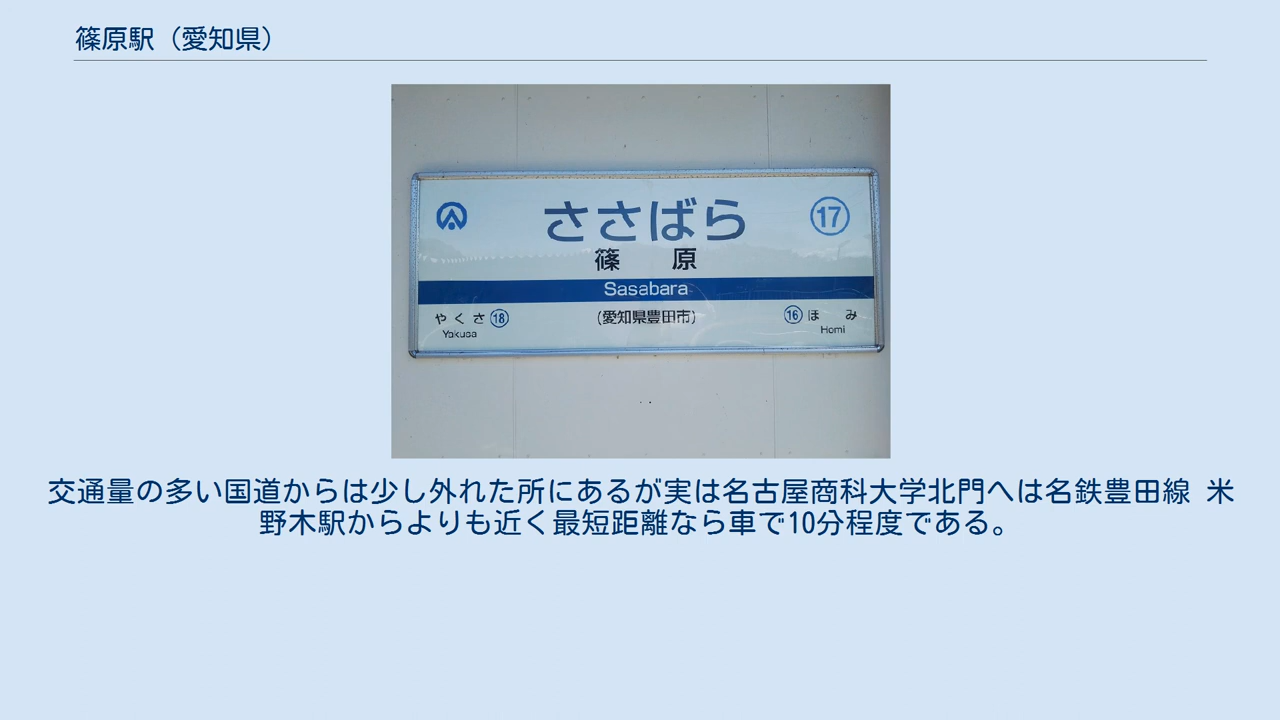 篠原駅（愛知県）
ささばら
17
篠原
Sasabara
やくさ 18
(愛知県豊田市)
16 ほみ
Yakusa
Homi
交通量の多い国道からは少し外れた所にあるが実は名古屋商科大学北門へは名鉄豊田線 米
野木駅からよりも近く最短距離なら車で10分程度である。